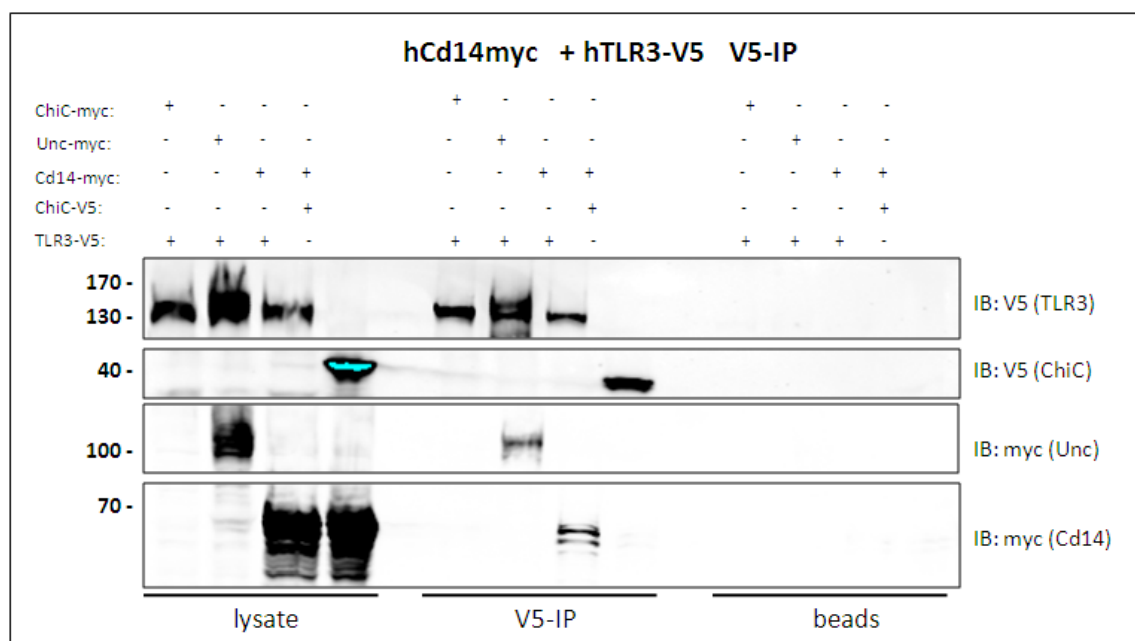 hCd14myc + hTLR3-V5 V5-IP
ChiC-myc: + - - - + - - - + - - -
Unc-myc: - + - - - + - - - + - -
Cd14-myc: - - + + - - + + - - + +
ChiC-V5: - - - + - - - + - - - +
TLR3-V5: + + + - + + + - + + + -
170 -
130 -
IB: V5 (TLR3)
40 -
IB: V5 (ChiC)
100 -
IB: myc (Unc)
70 -
IB: myc (Cd14)
lysate V5-IP beads